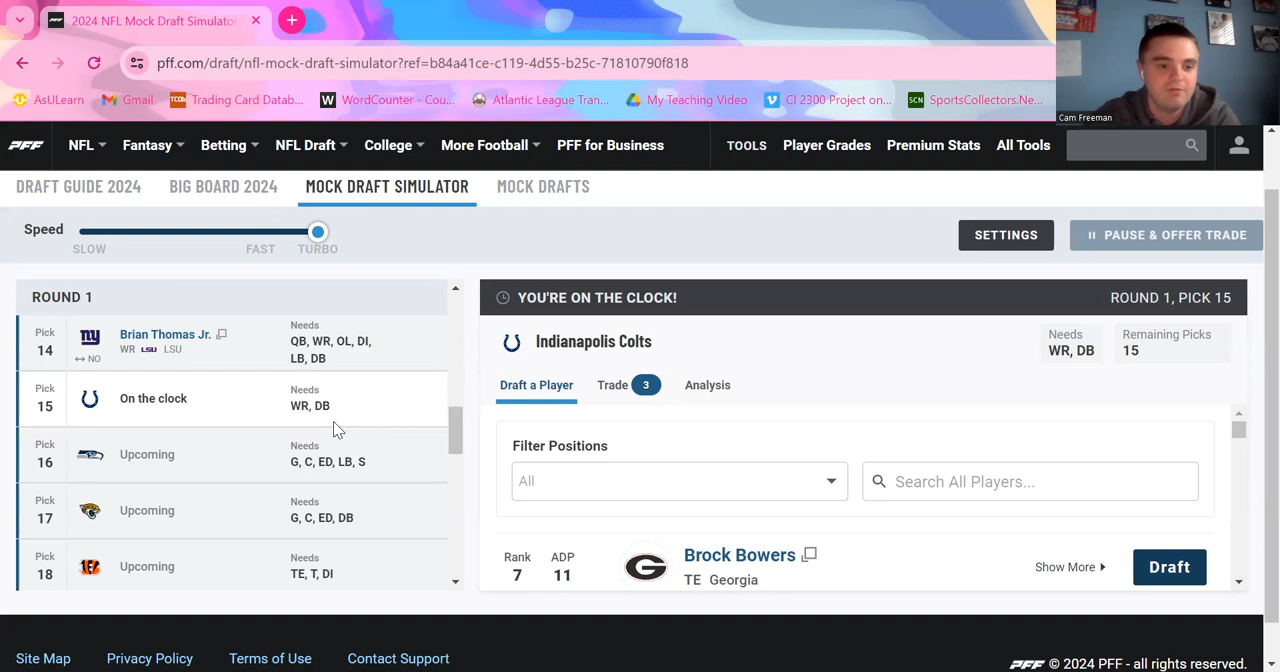 2024 NFL Mock Draft Simulator
pff.com/draft/nfl-mock-draft-simulator?ref=b84a41ce-c119-4d55-b25c-71810790f818
AsULearn Gmail Trading Card Datab... WordCounter - Cou... Atlantic League Tran... My Teaching Video CI 2300 Project on... SportsCollectors.Ne...
Cam Freeman
PFF NFL Fantasy Betting NFL Draft College More Football PFF for Business TOOLS Player Grades Premium Stats All Tools
DRAFT GUIDE 2024 BIG BOARD 2024 MOCK DRAFT SIMULATOR MOCK DRAFTS
Speed
SLOW FAST TURBO
SETTINGS PAUSE & OFFER TRADE
ROUND 1
Pick 14
ny
↔ NO
Brian Thomas Jr.
WR LSU LSU
Needs
QB, WR, OL, DI,
LB, DB
Pick 15
On the clock
Needs
WR, DB
Pick 16
Upcoming
Needs
G, C, ED, LB, S
Pick 17
Upcoming
Needs
G, C, ED, DB
Pick 18
Upcoming
Needs
TE, T, DI
YOU'RE ON THE CLOCK! ROUND 1, PICK 15
Indianapolis Colts
Needs
WR, DB
Remaining Picks
15
Draft a Player Trade 3 Analysis
Filter Positions
All Search All Players...
Rank
7
ADP
11
G
Brock Bowers
TE Georgia
Show More
Draft
Site Map Privacy Policy Terms of Use Contact Support
PFF © 2024 PFF - all rights reserved.